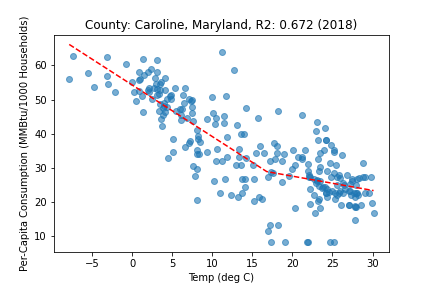 County: Caroline, Maryland, R2: 0.672 (2018)
Per-Capita Consumption (MMBtu/1000 Households)
60
50
40
30
20
10
−5 0 5 10 15 20 25 30
Temp (deg C)